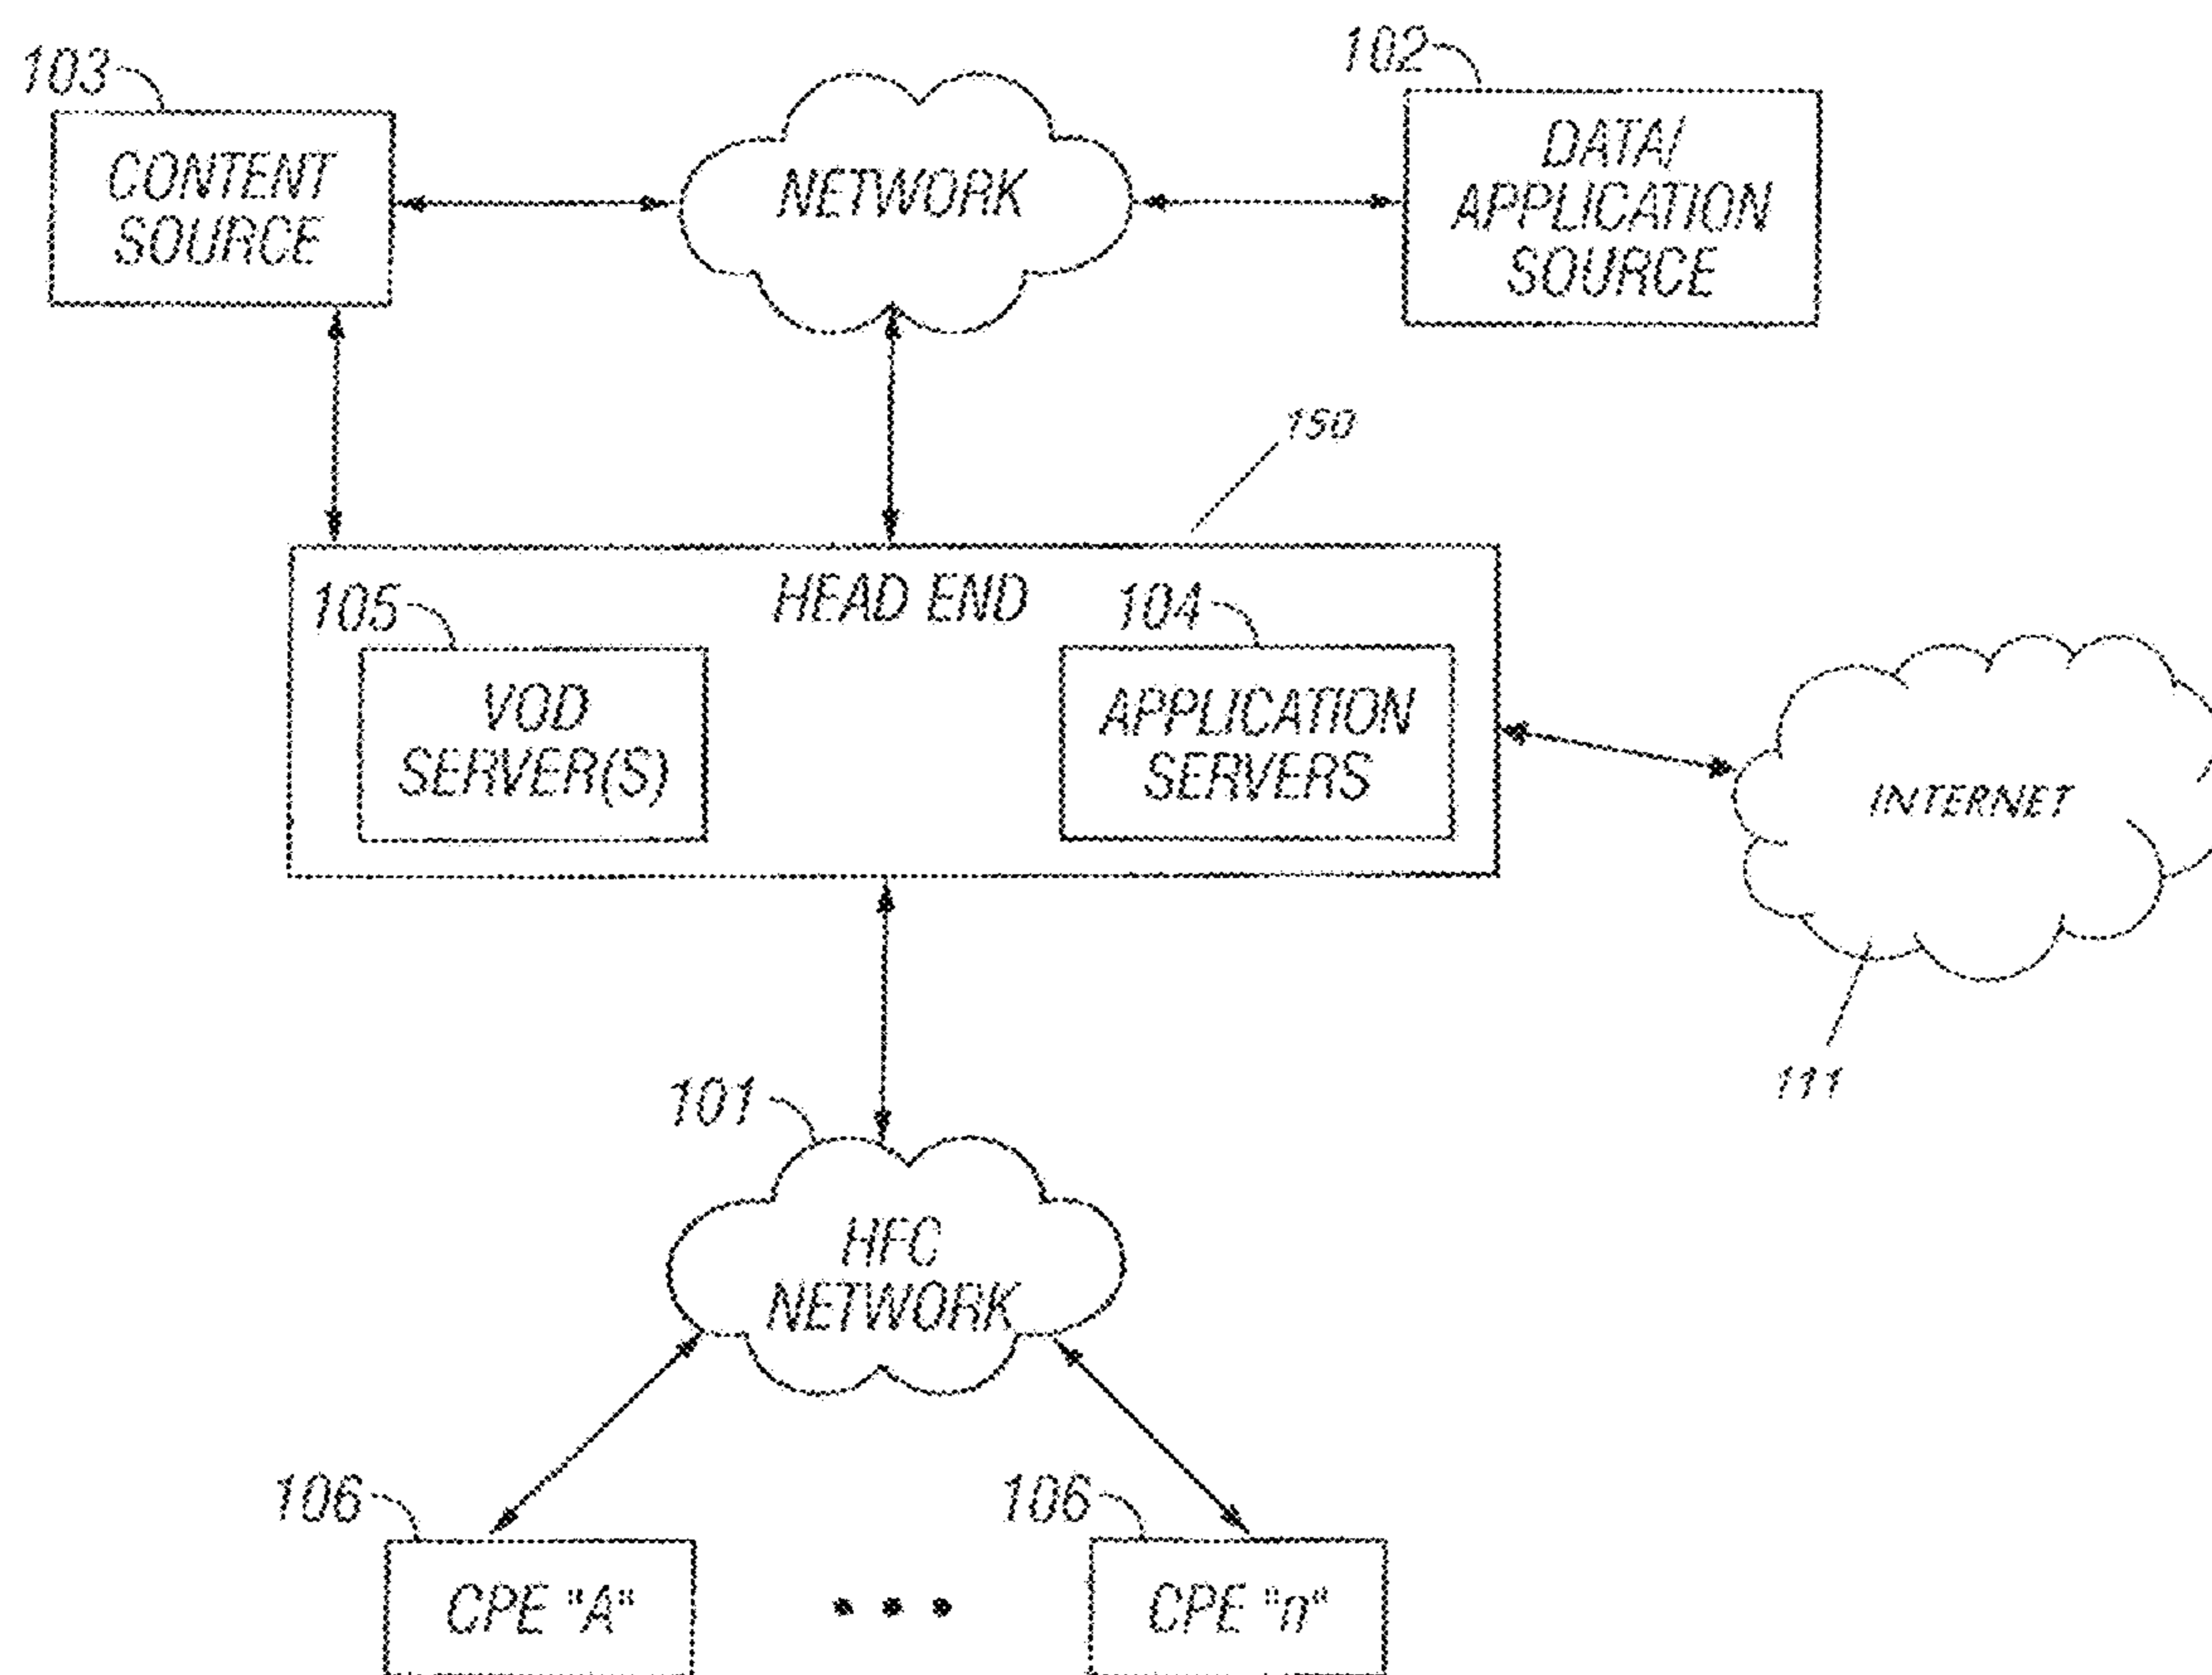 103
102
CONTENT
SOURCE
NETWORK
DATA/
APPLICATION
SOURCE
150
HEAD END
105
104
VOD
SERVER(S)
APPLICATION
SERVERS
INTERNET
111
101
HFC
NETWORK
106
106
CPE "A"
CPE "n"